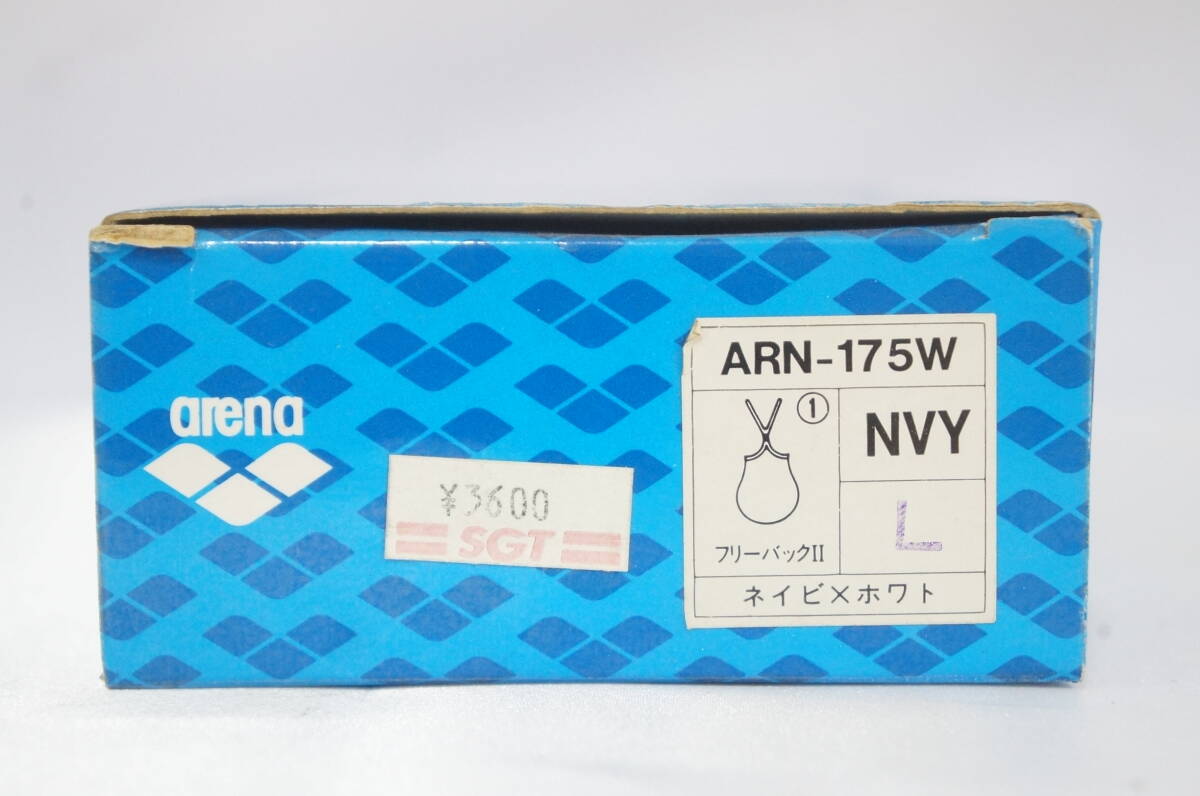 arena
¥3600
SGT
ARN-175W
①
NVY
フリーバックII
L
ネイビ×ホワト